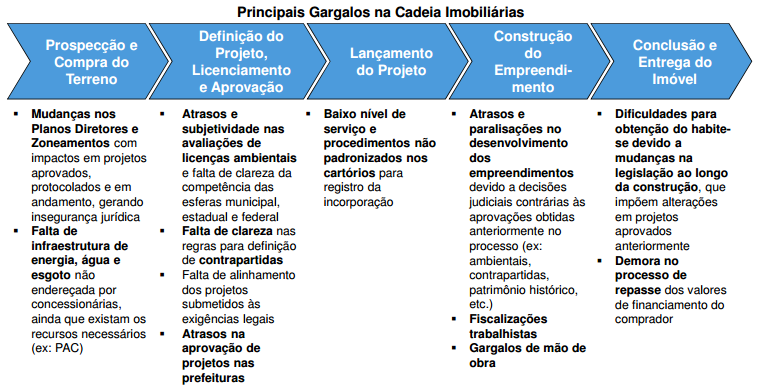 Principais Gargalos na Cadeia Imobiliárias
Prospecção e
Compra do
Terreno
Definição do
Projeto,
Licenciamento
e Aprovação
Lançamento
do Projeto
Construção
do
Empreendi-
mento
Conclusão e
Entrega do
Imóvel
▪ Mudanças nos
Planos Diretores e
Zoneamentos com
impactos em projetos
aprovados,
protocolados e em
andamento, gerando
insegurança jurídica
▪ Falta de
infraestrutura de
energia, água e
esgoto não
endereçada por
concessionárias,
ainda que existam os
recursos necessários
(ex: PAC)
▪ Atrasos e
subjetividade nas
avaliações de
licenças ambientais
e falta de clareza da
competência das
esferas municipal,
estadual e federal
▪ Falta de clareza nas
regras para definição
de contrapartidas
▪ Falta de alinhamento
dos projetos
submetidos às
exigências legais
▪ Atrasos na
aprovação de
projetos nas
prefeituras
▪ Baixo nível de
serviço e
procedimentos não
padronizados nos
cartórios para
registro da
incorporação
▪ Atrasos e
paralisações no
desenvolvimento
dos
empreendimentos
devido a decisões
judiciais contrárias às
aprovações obtidas
anteriormente no
processo (ex:
ambientais,
contrapartidas,
patrimônio histórico,
etc.)
▪ Fiscalizações
trabalhistas
▪ Gargalos de mão de
obra
▪ Dificuldades para
obtenção do habite-
se devido a
mudanças na
legislação ao longo
da construção, que
impõem alterações
em projetos
aprovados
anteriormente
▪ Demora no
processo de
repasse dos valores
de financiamento do
comprador